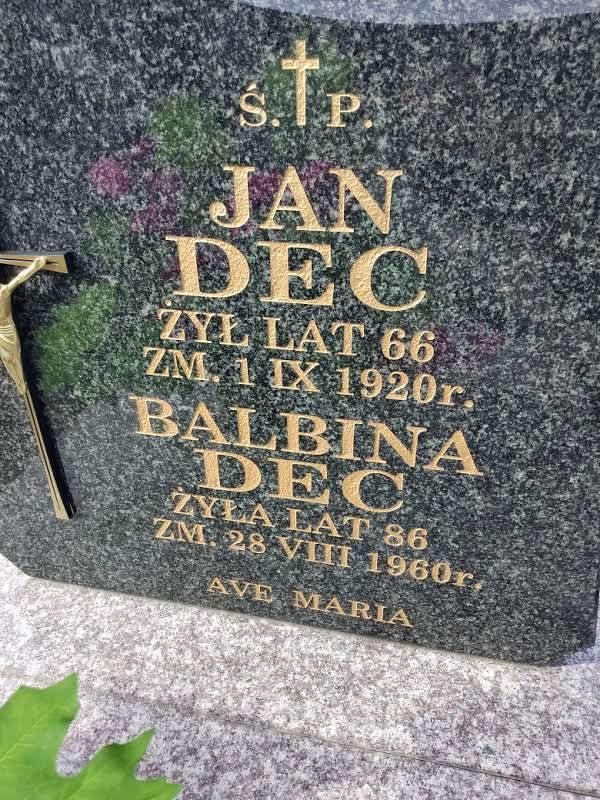 Ś. P.
JAN
DEC
ŻYŁ LAT 66
ZM. 1 IX 1920r.
BALBINA
DEC
ŻYŁA LAT 86
ZM. 28 VIII 1960r.
AVE MARIA